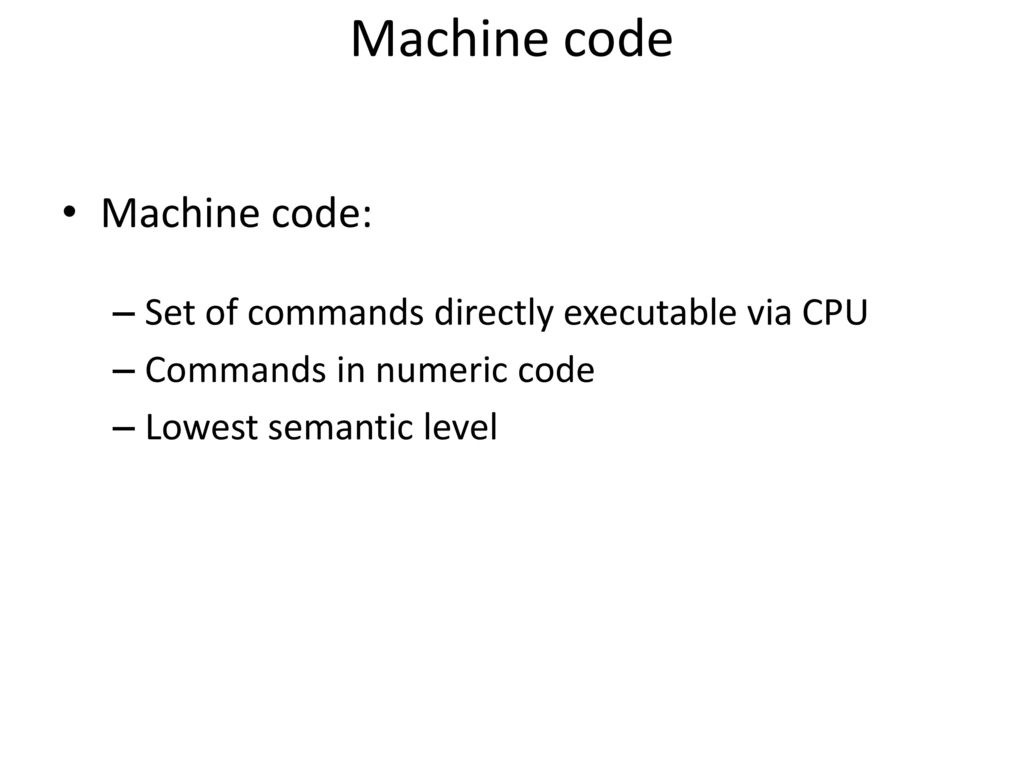 Machine code
• Machine code:
– Set of commands directly executable via CPU
– Commands in numeric code
– Lowest semantic level